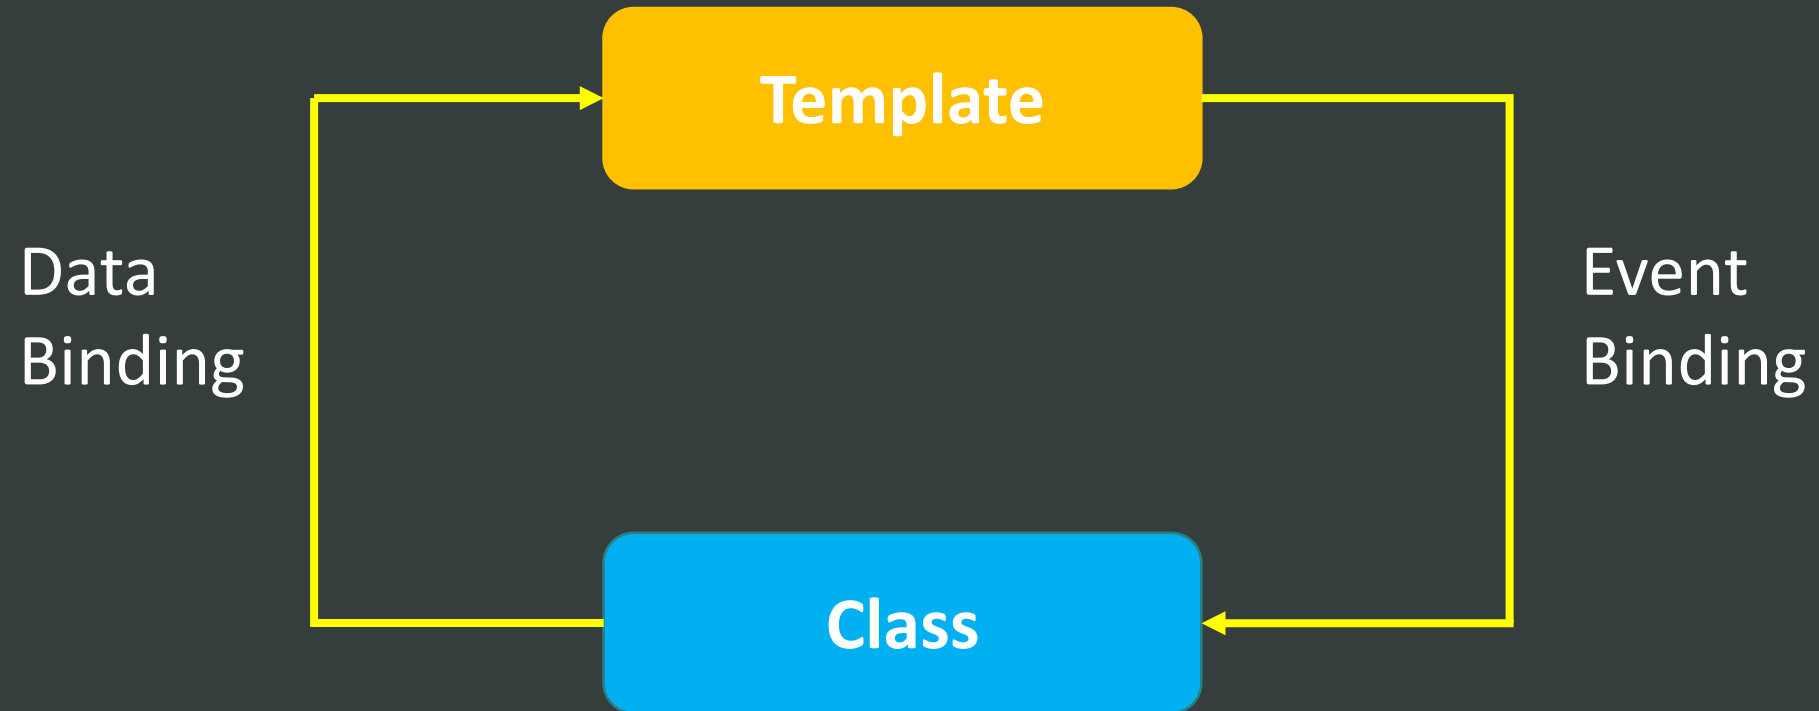 Template
Data
Binding
Event
Binding
Class